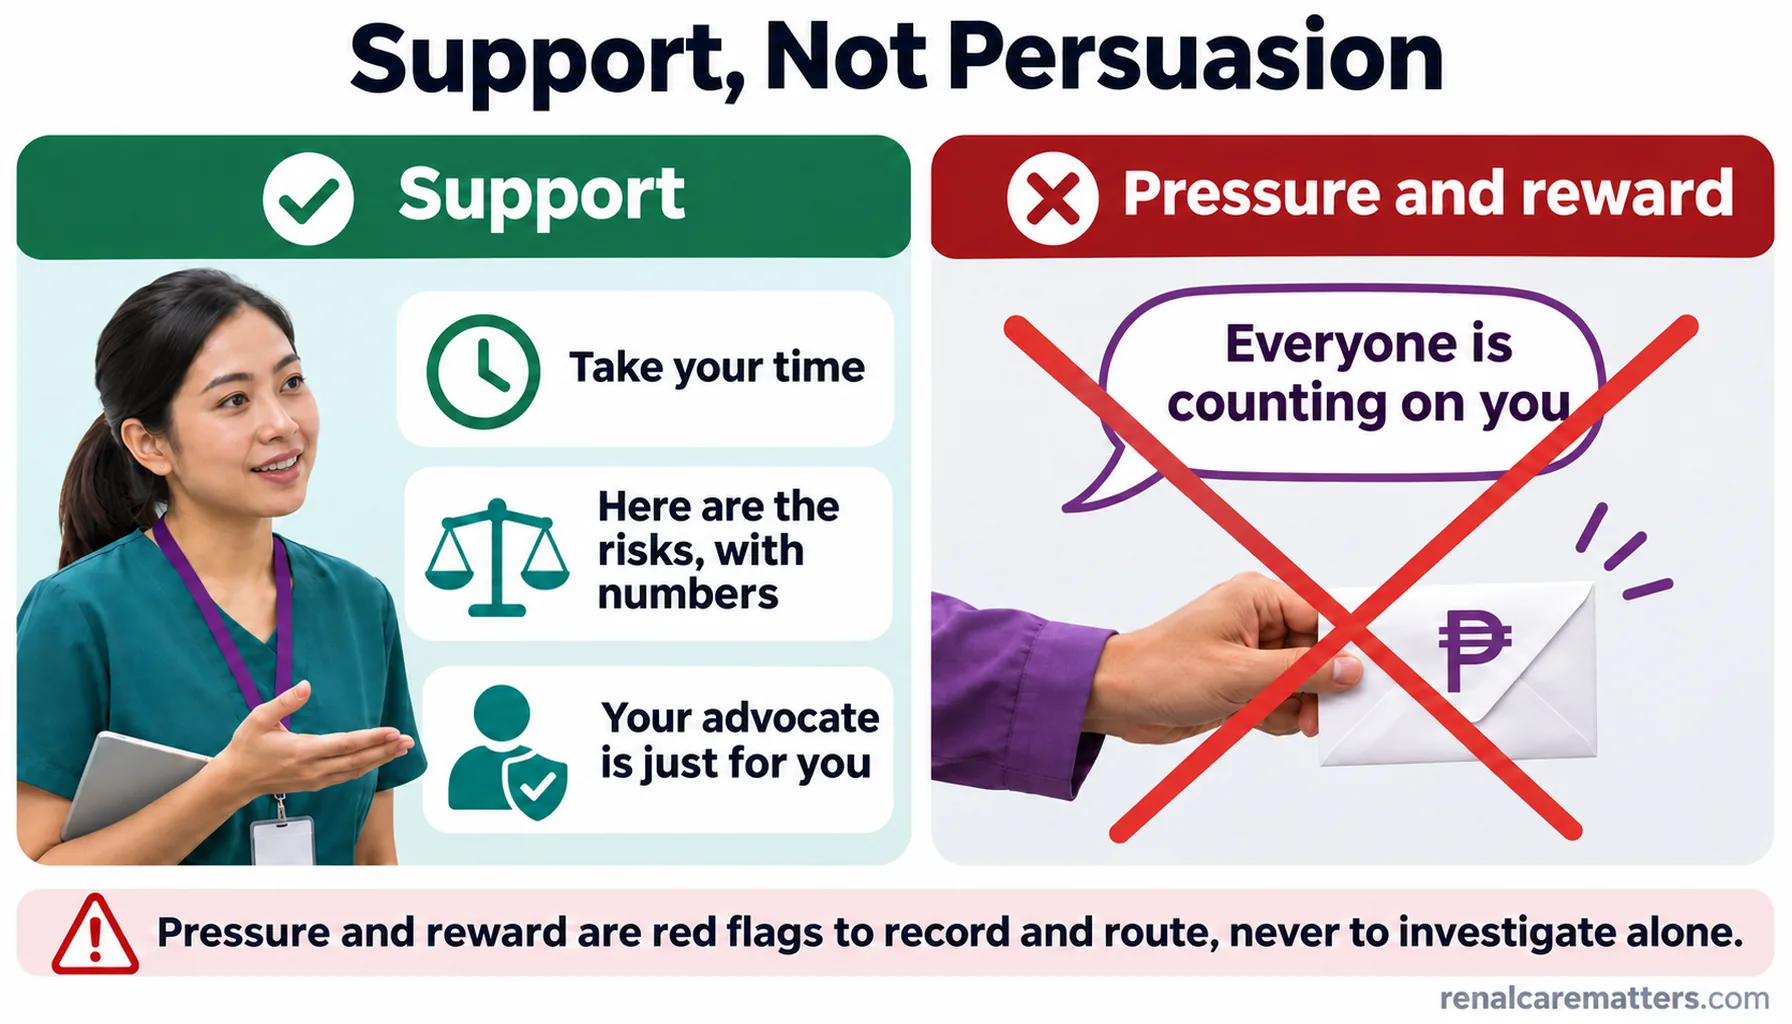 Support, Not Persuasion
Support
Take your time
Here are the
risks, with
numbers
Your advocate
is just for you
Pressure and reward
Everyone is
counting on you
₱
Pressure and reward are red flags to record and route, never to investigate alone.
renalcarematters.com